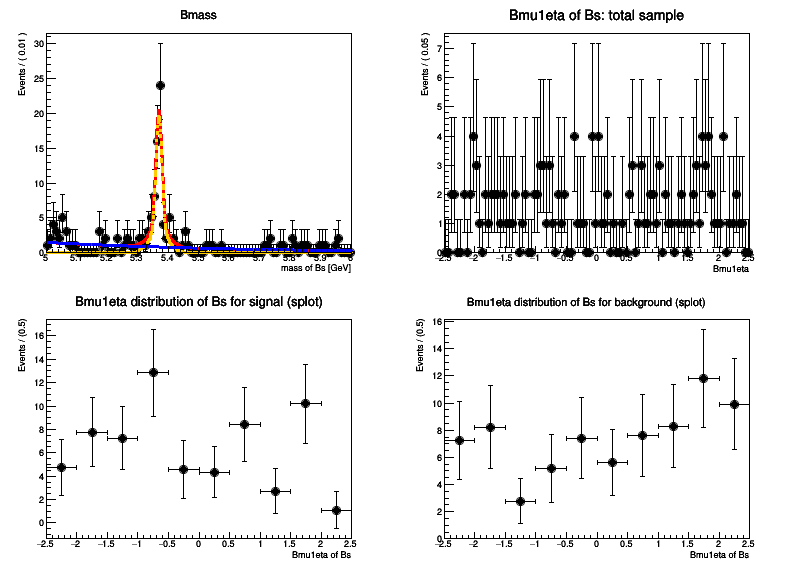 Bmass
Events / ( 0.01 )
30
25
20
15
10
5
0
5 5.1 5.2 5.3 5.4 5.5 5.6 5.7 5.8 5.9 6
mass of Bs [GeV]
Bmu1eta of Bs: total sample
Events / ( 0.05 )
7
6
5
4
3
2
1
0
−2.5 −2 −1.5 −1 −0.5 0 0.5 1 1.5 2 2.5
Bmu1eta
Bmu1eta distribution of Bs for signal (splot)
Events / (0.5)
16
14
12
10
8
6
4
2
0
−2.5 −2 −1.5 −1 −0.5 0 0.5 1 1.5 2 2.5
Bmu1eta of Bs
Bmu1eta distribution of Bs for background (splot)
Events / (0.5)
16
14
12
10
8
6
4
2
0
−2.5 −2 −1.5 −1 −0.5 0 0.5 1 1.5 2 2.5
Bmu1eta of Bs